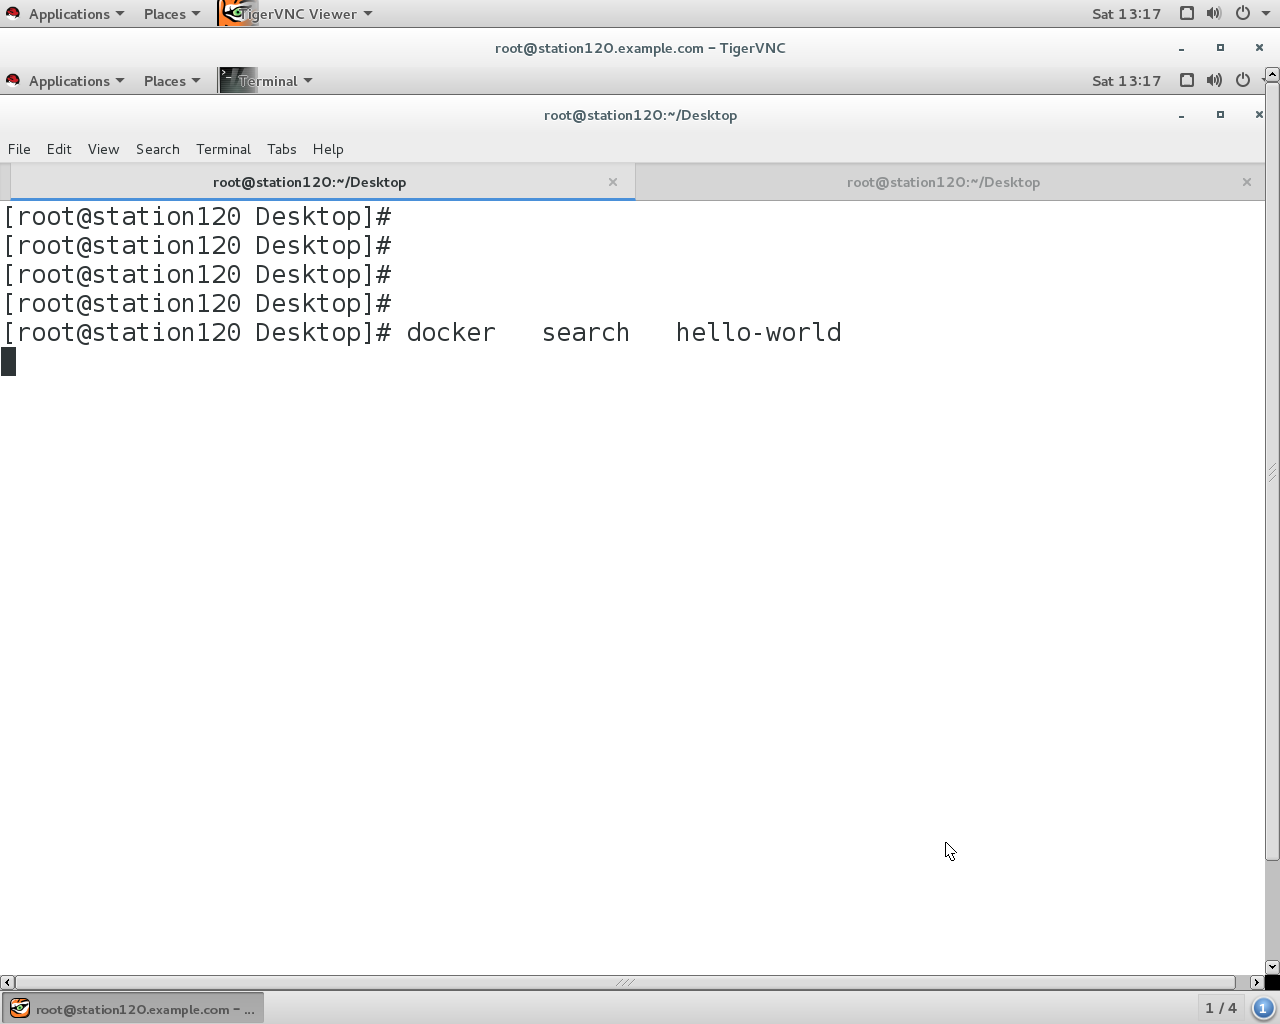 Applications Places TigerVNC Viewer Sat 13:17
root@station120.example.com - TigerVNC
Applications Places Terminal Sat 13:17
root@station120:~/Desktop
File Edit View Search Terminal Tabs Help
root@station120:~/Desktop root@station120:~/Desktop
[root@station120 Desktop]#
[root@station120 Desktop]#
[root@station120 Desktop]#
[root@station120 Desktop]#
[root@station120 Desktop]# docker   search   hello-world
root@station120.example.com - ... 1 / 4 1